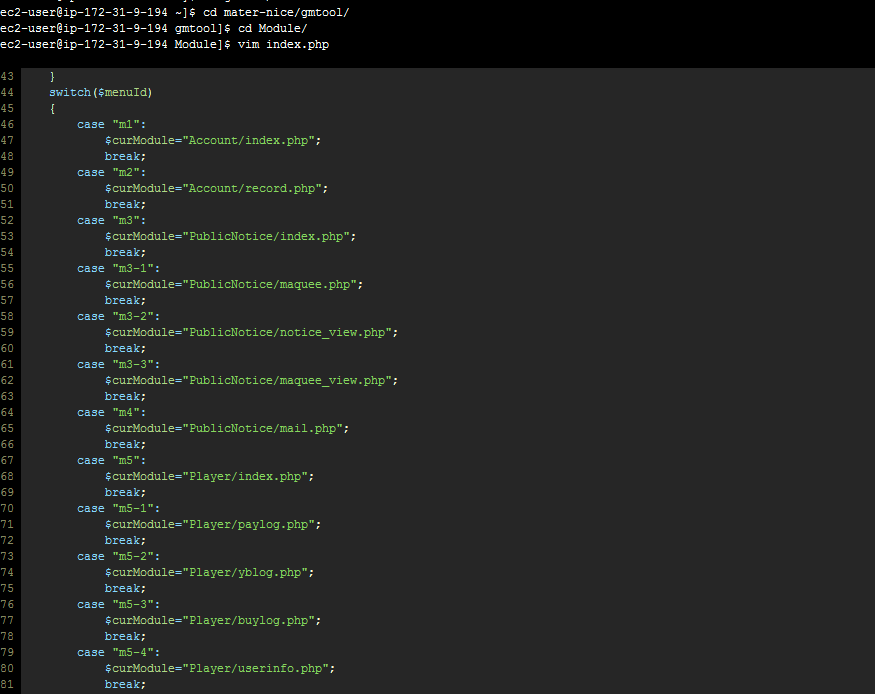 ec2-user@ip-172-31-9-194 ~]$ cd mater-nice/gmtool/
ec2-user@ip-172-31-9-194 gmtool]$ cd Module/
ec2-user@ip-172-31-9-194 Module]$ vim index.php
43     }
44     switch($menuId)
45     {
46         case "m1":
47             $curModule="Account/index.php";
48             break;
49         case "m2":
50             $curModule="Account/record.php";
51             break;
52         case "m3":
53             $curModule="PublicNotice/index.php";
54             break;
55         case "m3-1":
56             $curModule="PublicNotice/maquee.php";
57             break;
58         case "m3-2":
59             $curModule="PublicNotice/notice_view.php";
60             break;
61         case "m3-3":
62             $curModule="PublicNotice/maquee_view.php";
63             break;
64         case "m4":
65             $curModule="PublicNotice/mail.php";
66             break;
67         case "m5":
68             $curModule="Player/index.php";
69             break;
70         case "m5-1":
71             $curModule="Player/paylog.php";
72             break;
73         case "m5-2":
74             $curModule="Player/yblog.php";
75             break;
76         case "m5-3":
77             $curModule="Player/buylog.php";
78             break;
79         case "m5-4":
80             $curModule="Player/userinfo.php";
81             break;